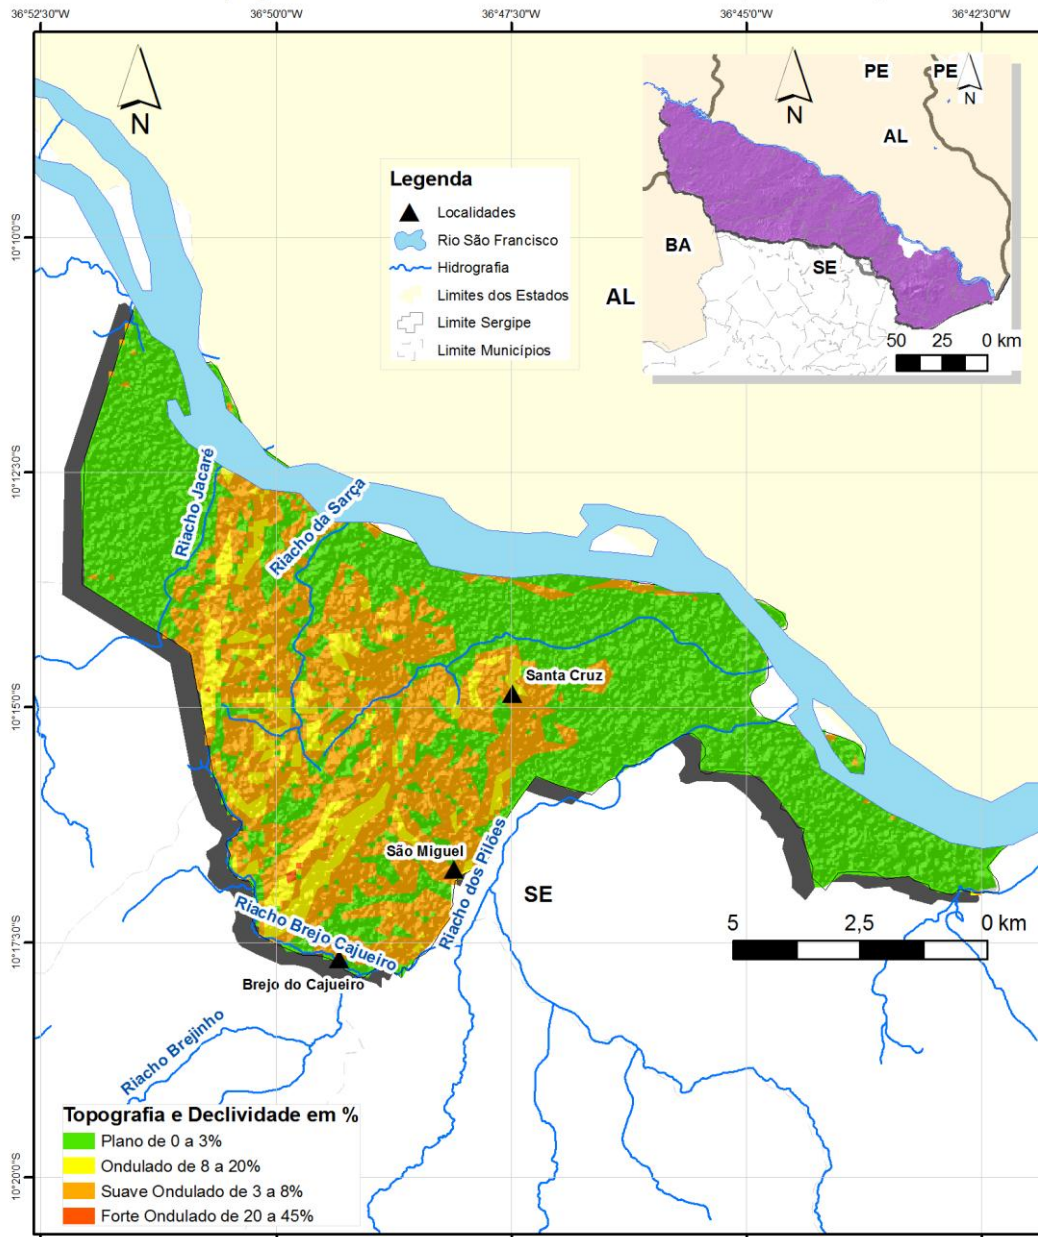 36°52'30"W
36°50'0"W
36°47'30"W
36°45'0"W
36°42'30"W
N
PE
PE
N
N
AL
BA
SE
50 25 0 km
Legenda
Localidades
Rio São Francisco
Hidrografia
Limites dos Estados
Limite Sergipe
Limite Municípios
AL
10°10'0"S
10°12'30"S
10°15'0"S
10°17'30"S
10°20'0"S
Riacho Jacaré
Riacho da Sarça
Santa Cruz
São Miguel
Riacho dos Pilões
SE
Riacho Brejo Cajueiro
Brejo do Cajueiro
5 2,5 0 km
Riacho Brejinho
Topografia e Declividade em %
Plano de 0 a 3%
Ondulado de 8 a 20%
Suave Ondulado de 3 a 8%
Forte Ondulado de 20 a 45%